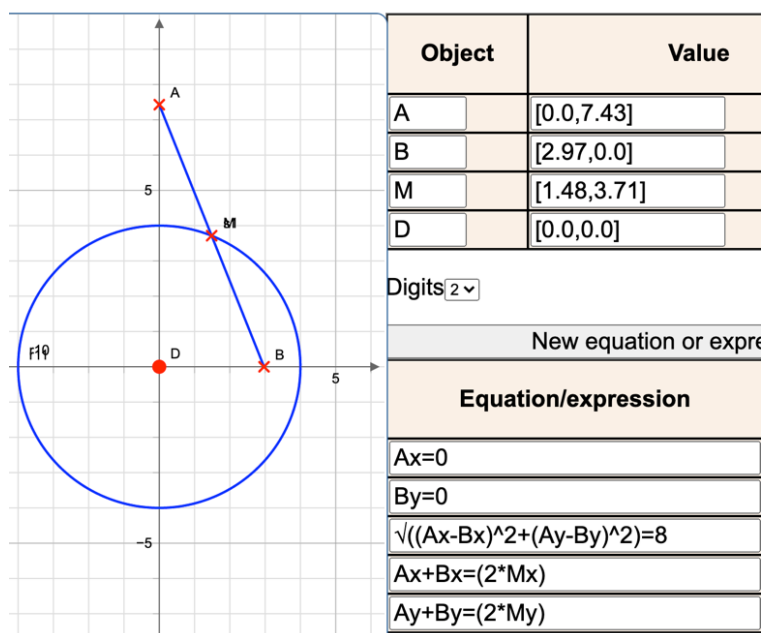 Object Value
A
A [0.0,7.43]
B [2.97,0.0]
5
M [1.48,3.71]
M
D [0.0,0.0]
Digits 2
New equation or expre
D
B
5
Equation/expression
Ax=0
By=0
−5
√((Ax-Bx)^2+(Ay-By)^2)=8
Ax+Bx=(2*Mx)
Ay+By=(2*My)